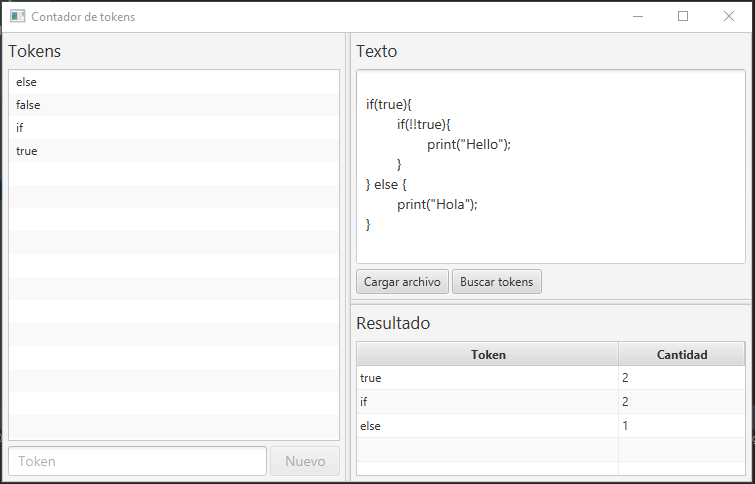 Contador de tokens
Tokens
else
false
if
true
Token
Nuevo
Texto
if(true){
if(!!true){
print("Hello");
}
} else {
print("Hola");
}
Cargar archivo
Buscar tokens
Resultado
Token Cantidad
true 2
if 2
else 1